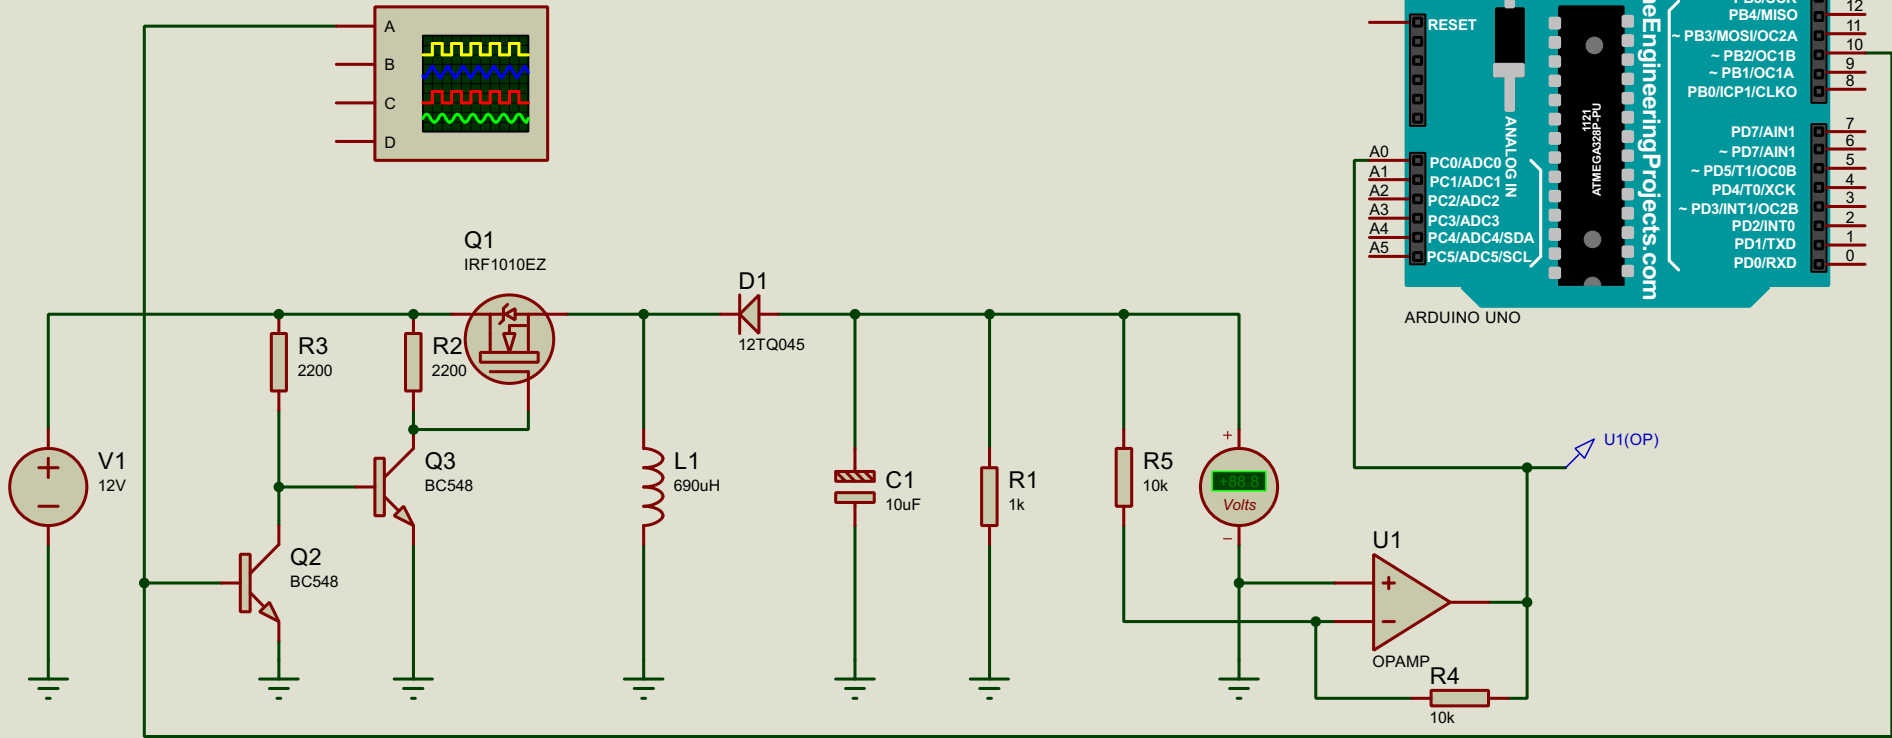 A
B
C
D
RESET
A0
A1
A2
A3
A4
A5
PC0/ADC0
PC1/ADC1
PC2/ADC2
PC3/ADC3
PC4/ADC4/SDA
PC5/ADC5/SCL
ANALOG IN
1121
ATMEGA328P-PU
neEngineeringProjects.com
PB5/SCK
PB4/MISO
~ PB3/MOSI/OC2A
~ PB2/OC1B
~ PB1/OC1A
PB0/ICP1/CLKO
12
11
10
9
8
PD7/AIN1
~ PD7/AIN1
~ PD5/T1/OC0B
PD4/T0/XCK
~ PD3/INT1/OC2B
PD2/INT0
PD1/TXD
PD0/RXD
7
6
5
4
3
2
1
0
ARDUINO UNO
Q1
IRF1010EZ
D1
12TQ045
R3
2200
R2
2200
V1
12V
Q3
BC548
Q2
BC548
L1
690uH
C1
10uF
R1
1k
R5
10k
+
+88.8
Volts
−
U1(OP)
U1
+
−
OPAMP
R4
10k